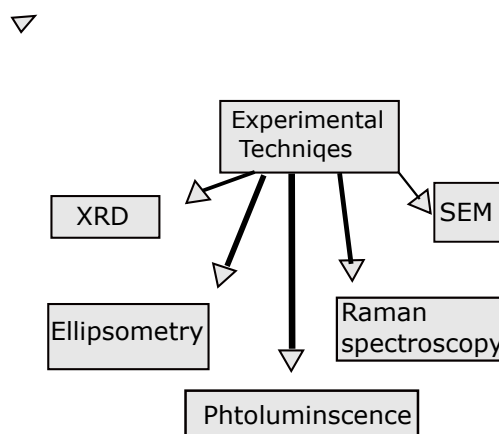 Experimental
Techniqes
XRD
SEM
Ellipsometry
Raman
spectroscopy
Phtoluminscence